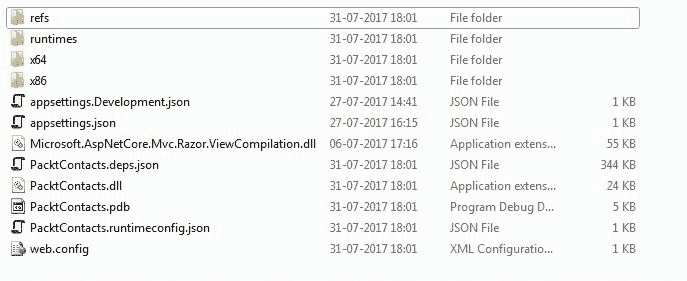 refs 31-07-2017 18:01 File folder
runtimes 31-07-2017 18:01 File folder
x64 31-07-2017 18:01 File folder
x86 31-07-2017 18:01 File folder
appsettings.Development.json 27-07-2017 14:41 JSON File 1 KB
appsettings.json 27-07-2017 16:15 JSON File 1 KB
Microsoft.AspNetCore.Mvc.Razor.ViewCompilation.dll 06-07-2017 17:16 Application extens... 55 KB
PacktContacts.deps.json 31-07-2017 18:01 JSON File 344 KB
PacktContacts.dll 31-07-2017 18:01 Application extens... 24 KB
PacktContacts.pdb 31-07-2017 18:01 Program Debug D... 5 KB
PacktContacts.runtimeconfig.json 31-07-2017 18:01 JSON File 1 KB
web.config 31-07-2017 18:01 XML Configuratio... 1 KB